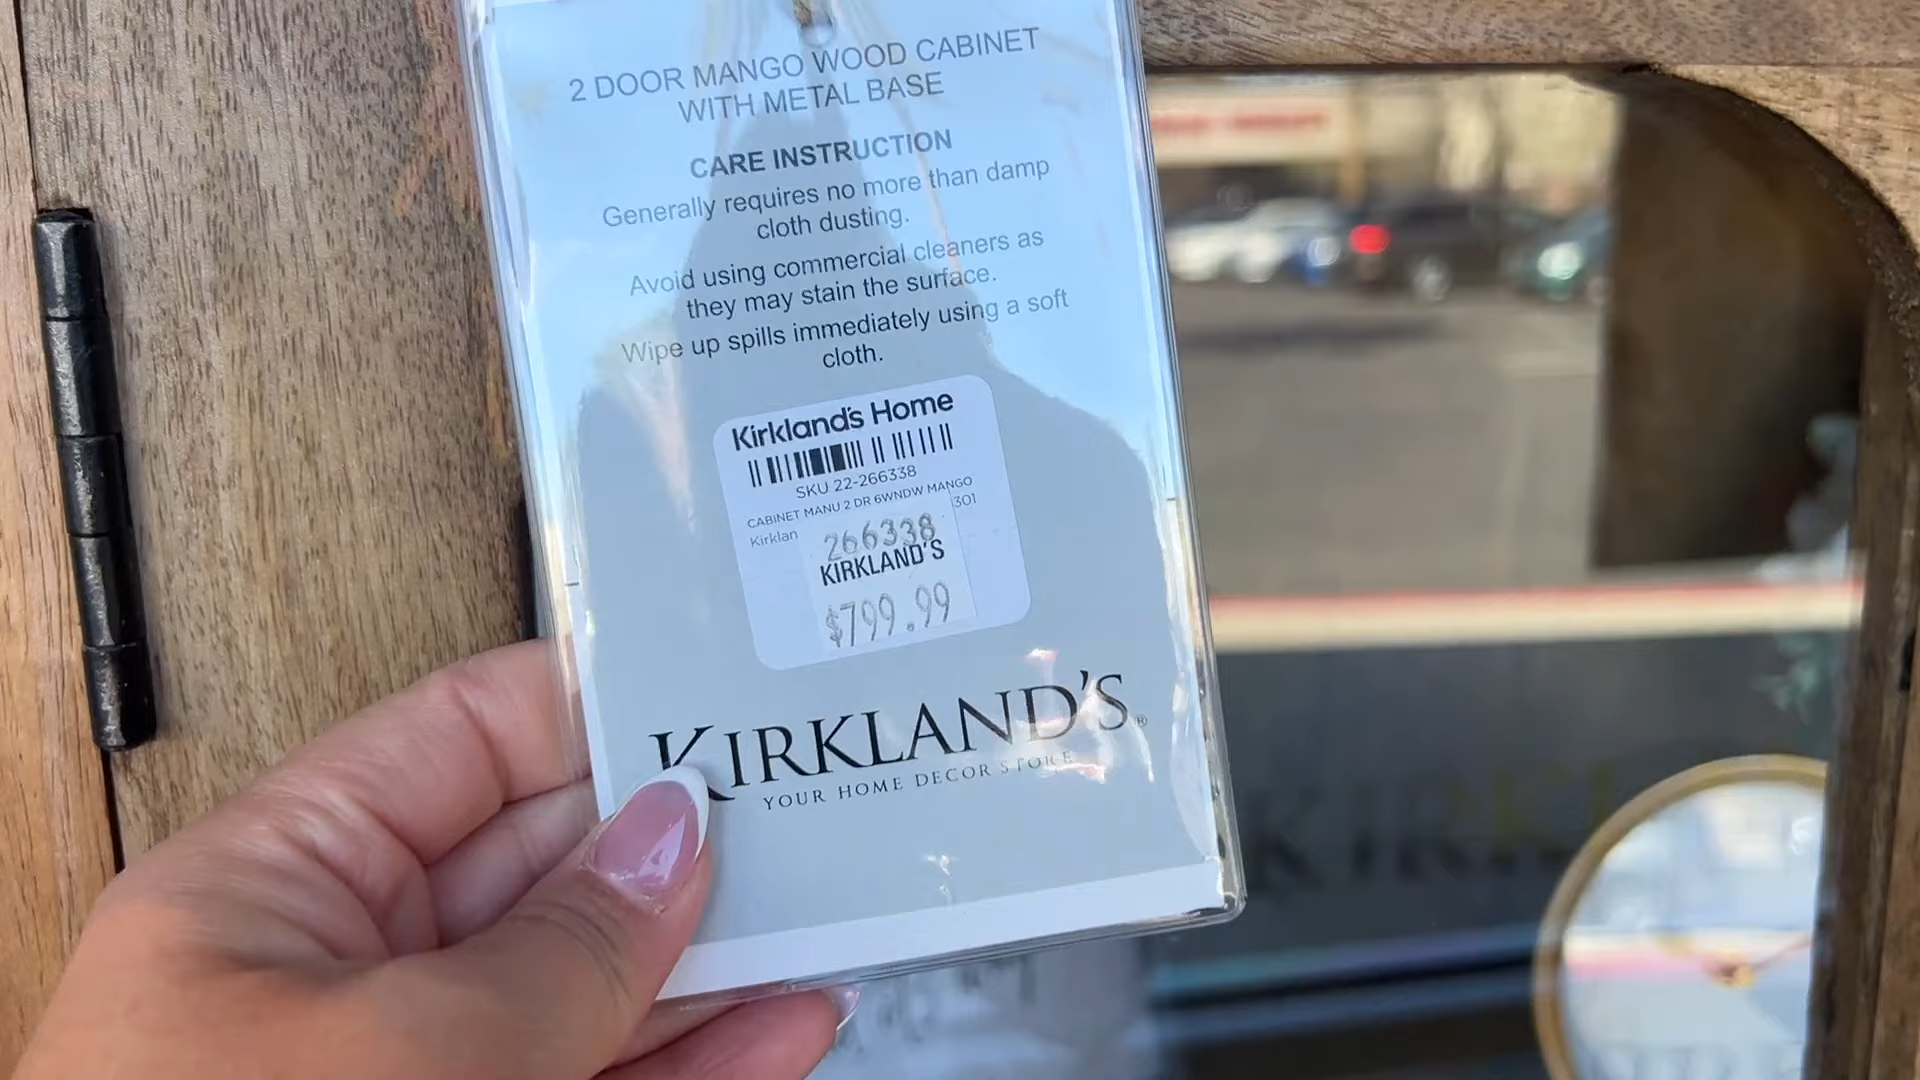 2 DOOR MANGO WOOD CABINET
WITH METAL BASE
CARE INSTRUCTION
Generally requires no more than damp
cloth dusting.
Avoid using commercial cleaners as
they may stain the surface.
Wipe up spills immediately using a soft
cloth.
Kirkland's Home
SKU 22-266338
CABINET MANU 2 DR 6WNDW MANGO
Kirklan 301
266338
KIRKLAND'S
$799.99
KIRKLAND'S®
YOUR HOME DECOR STORE